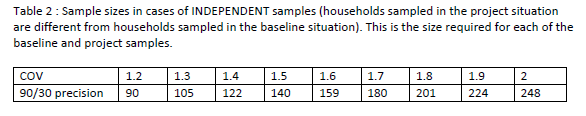 Table 2 : Sample sizes in cases of INDEPENDENT samples (households sampled in the project situation
are different from households sampled in the baseline situation). This is the size required for each of the
baseline and project samples.
COV 1.2 1.3 1.4 1.5 1.6 1.7 1.8 1.9 2
90/30 precision 90 105 122 140 159 180 201 224 248